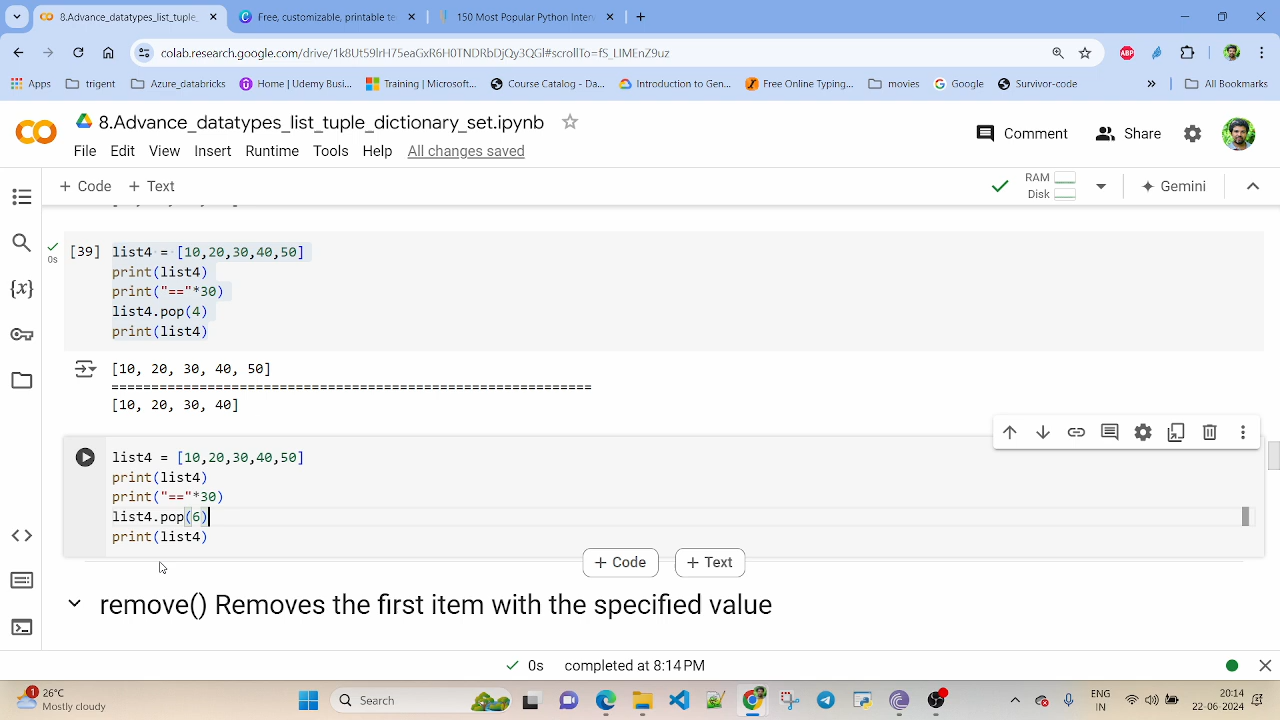 8.Advance_datatypes_list_tuple_
Free, customizable, printable te
150 Most Popular Python Interv
colab.research.google.com/drive/1k8Ut59lrH75eaGxR6H0TNDRbDjQy3QGl#scrollTo=fS_LIMEnZ9uz
ABP
Apps
trigent
Azure_databricks
Home | Udemy Busi...
Training | Microsoft...
Course Catalog - Da...
Introduction to Gen...
Free Online Typing...
movies
Google
Survivor-code
»
All Bookmarks
8.Advance_datatypes_list_tuple_dictionary_set.ipynb
Comment
Share
File Edit View Insert Runtime Tools Help All changes saved
+ Code + Text
RAM
Disk
Gemini
[39] list4 = [10,20,30,40,50]
0s
print(list4)
print("=="*30)
list4.pop(4)
print(list4)
[10, 20, 30, 40, 50]
============================================================
[10, 20, 30, 40]
list4 = [10,20,30,40,50]
print(list4)
print("=="*30)
list4.pop(6)
print(list4)
+ Code
+ Text
remove() Removes the first item with the specified value
0s completed at 8:14 PM
1
26°C
Mostly cloudy
Search
ENG
IN
20:14
22-06-2024